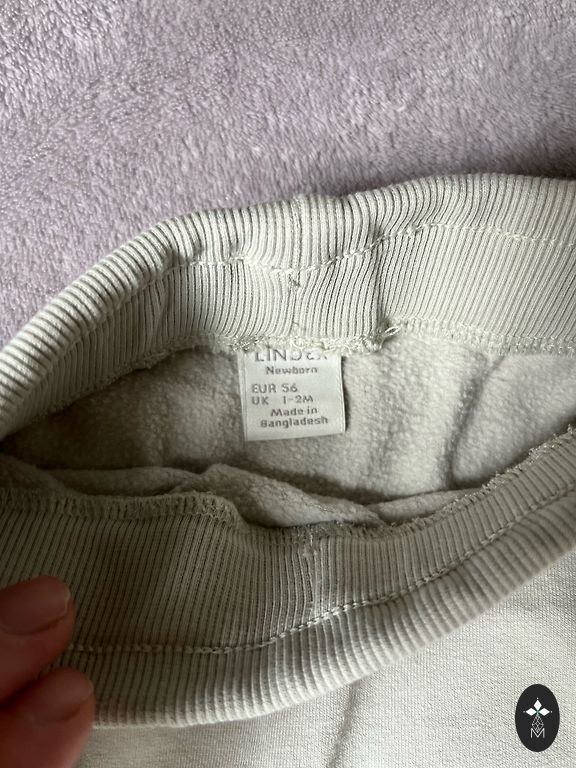 LINDEX
Newborn
EUR 56
UK 1-2M
Made in
Bangladesh
M